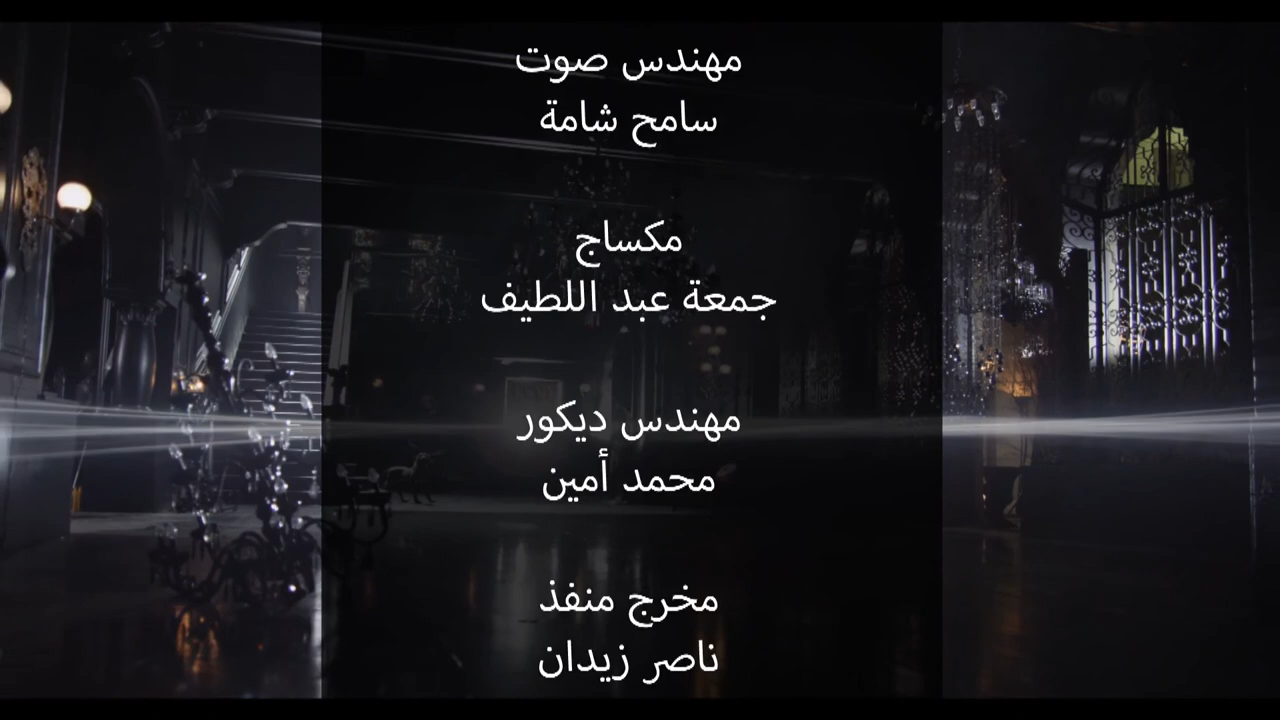 مهندس صوت
سامح شامة
مكساج
جمعة عبد اللطيف
مهندس ديكور
محمد أمين
مخرج منفذ
ناصر زيدان